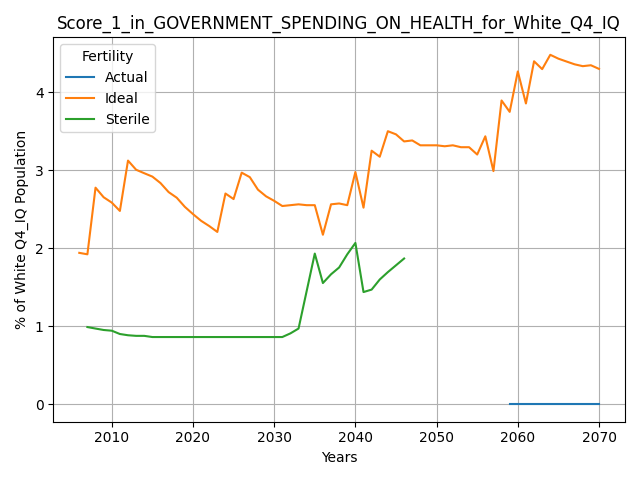 Score_1_in_GOVERNMENT_SPENDING_ON_HEALTH_for_White_Q4_IQ
Fertility
Actual
Ideal
Sterile
% of White Q4_IQ Population
4
3
2
1
0
2010 2020 2030 2040 2050 2060 2070
Years